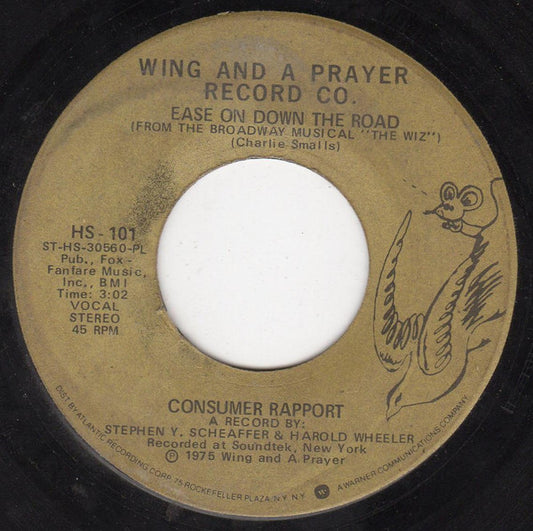 WING AND A PRAYER
RECORD CO.
EASE ON DOWN THE ROAD
(FROM THE BROADWAY MUSICAL "THE WIZ")
(Charlie Smalls)
HS - 101
ST-HS-30560-PL
Pub., Fox -
Fanfare Music,
Inc., BMI
Time: 3:02
VOCAL
STEREO
45 RPM
CONSUMER RAPPORT
A RECORD BY:
STEPHEN Y. SCHEAFFER & HAROLD WHEELER
Recorded at Soundtek, New York
Ⓟ 1975 Wing and A Prayer
DIST BY ATLANTIC RECORDING CORP. 75 ROCKEFELLER PLAZA, N.Y. N.Y. W A WARNER COMMUNICATIONS COMPANY